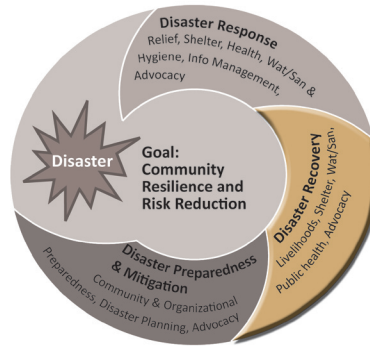 Disaster Response
Relief, Shelter, Health, Wat/San &
Hygiene, Info Management,
Advocacy
Disaster
Goal:
Community
Resilience and
Risk Reduction
Disaster Recovery
Livelihoods, Shelter, Wat/San,
Public health, Advocacy
Disaster Preparedness
& Mitigation
Community & Organizational
Preparedness, Disaster Planning, Advocacy